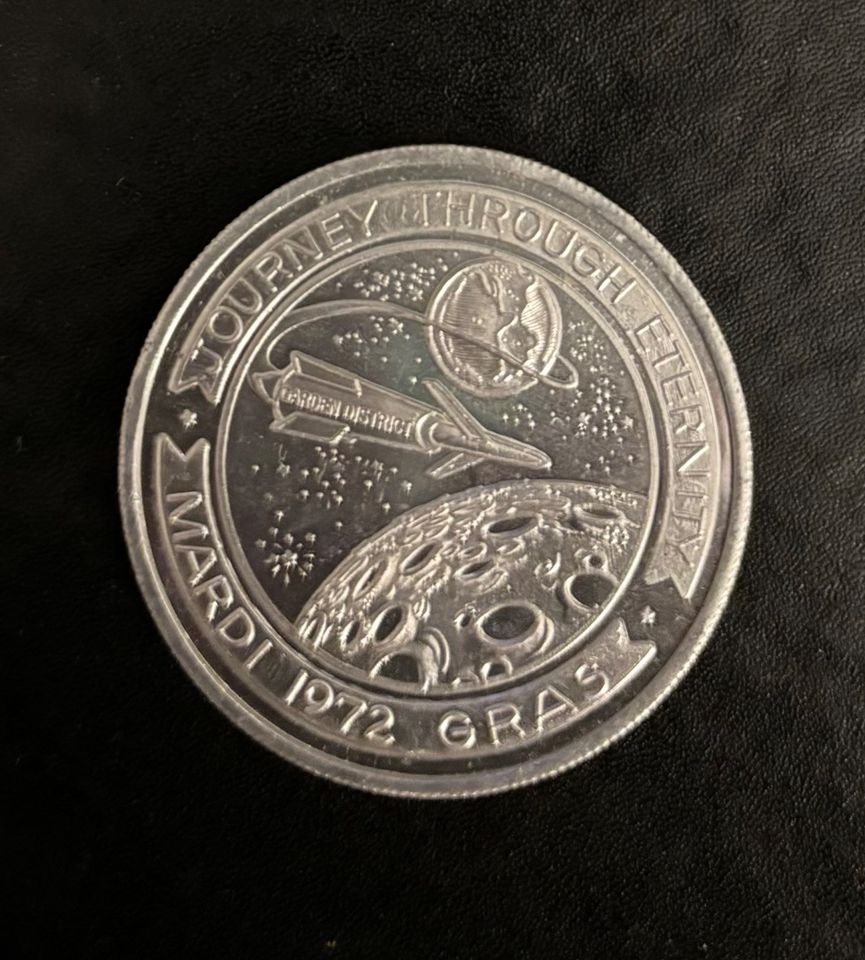 JOURNEY THROUGH ETERNITY
GARDEN DISTRICT
MARDI 1972 GRAS